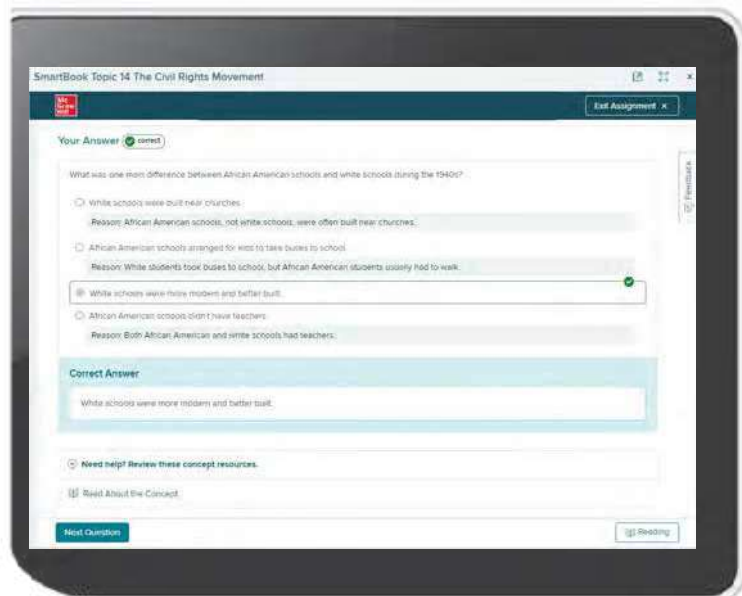 SmartBook Topic 14 The Civil Rights Movement
Mc
Graw
Hill
Exit Assignment ×
Your Answer correct
Feedback
What was one main difference between African American schools and white schools during the 1940s?
White schools were built near churches.
Reason: African American schools, not white schools, were often built near churches.
African American schools arranged for kids to take buses to school.
Reason: White students took buses to school, but African American students usually had to walk.
White schools were more modern and better built.
African American schools didn't have teachers.
Reason: Both African American and white schools had teachers.
Correct Answer
White schools were more modern and better built.
Need help? Review these concept resources.
Read About the Concept
Next Question
Reading